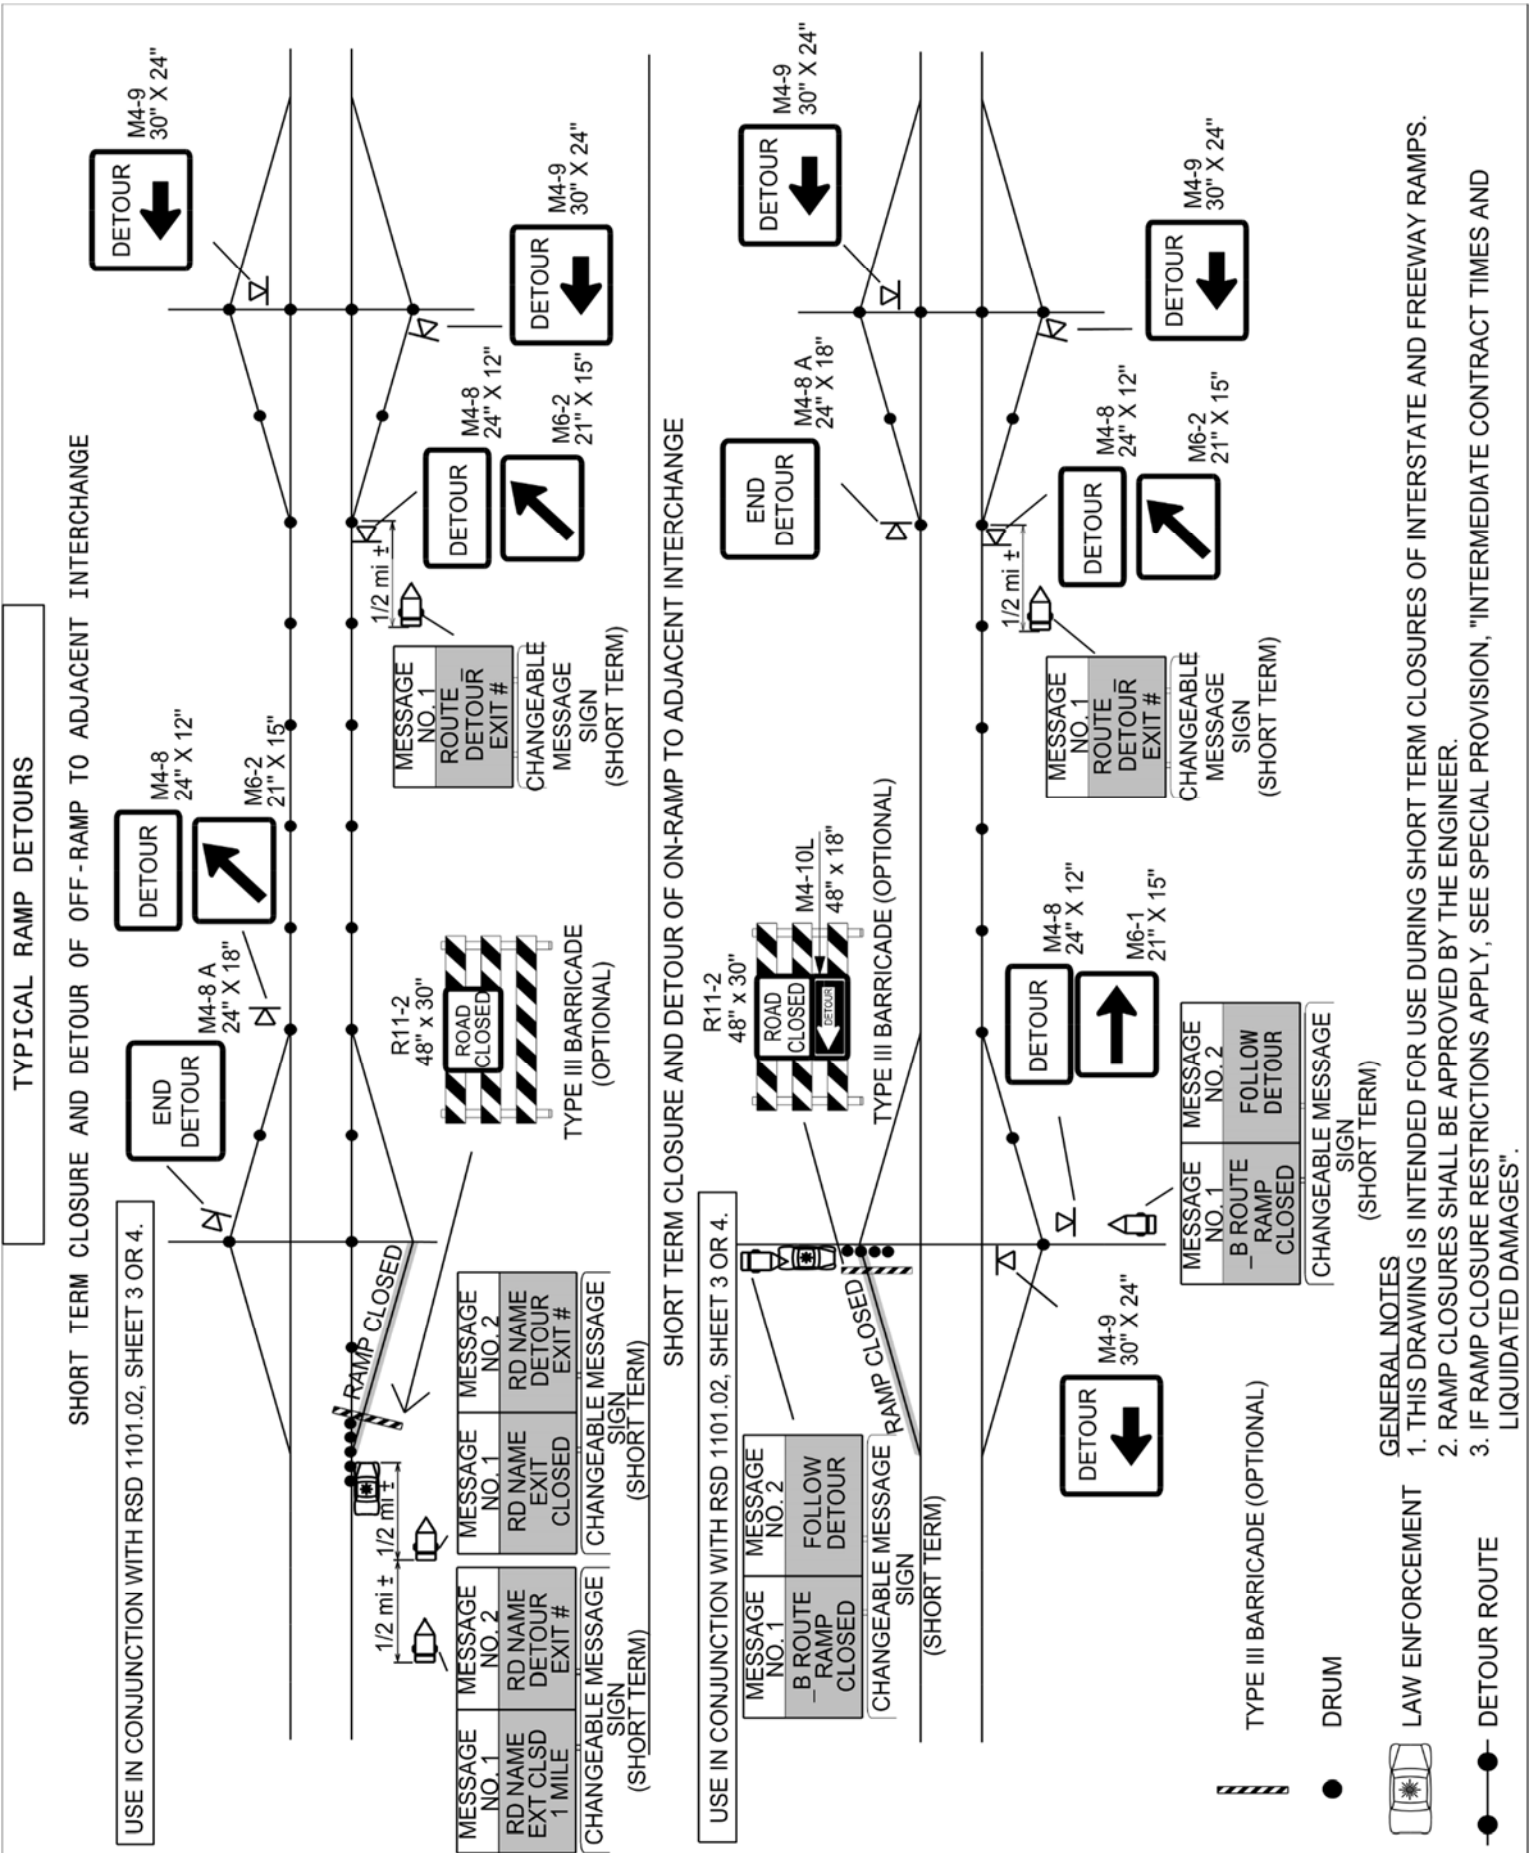 TYPICAL RAMP DETOURS
SHORT TERM CLOSURE AND DETOUR OF OFF-RAMP TO ADJACENT INTERCHANGE
USE IN CONJUNCTION WITH RSD 1101.02, SHEET 3 OR 4.
END
DETOUR
M4-8 A
24" X 18"
DETOUR
M4-8
24" X 12"
M6-2
21" X 15"
DETOUR
M4-9
30" X 24"
RAMP CLOSED
1/2 mi ±
1/2 mi ±
MESSAGE
NO. 1
RD NAME
EXT CLSD
1 MILE
MESSAGE
NO. 2
RD NAME
DETOUR
EXIT #
CHANGEABLE MESSAGE
SIGN
(SHORT TERM)
MESSAGE
NO. 1
RD NAME
EXIT
CLOSED
MESSAGE
NO. 2
RD NAME
DETOUR
EXIT #
CHANGEABLE MESSAGE
SIGN
(SHORT TERM)
R11-2
48" x 30"
ROAD
CLOSED
TYPE III BARRICADE
(OPTIONAL)
1/2 mi ±
MESSAGE
NO. 1
ROUTE_
DETOUR
EXIT #
CHANGEABLE
MESSAGE
SIGN
(SHORT TERM)
DETOUR
M4-8
24" X 12"
M6-2
21" X 15"
DETOUR
M4-9
30" X 24"
SHORT TERM CLOSURE AND DETOUR OF ON-RAMP TO ADJACENT INTERCHANGE
USE IN CONJUNCTION WITH RSD 1101.02, SHEET 3 OR 4.
MESSAGE
NO. 1
_B ROUTE_
RAMP
CLOSED
MESSAGE
NO. 2
FOLLOW
DETOUR
CHANGEABLE MESSAGE
SIGN
(SHORT TERM)
RAMP CLOSED
R11-2
48" x 30"
ROAD
CLOSED
DETOUR
M4-10L
48" x 18"
TYPE III BARRICADE (OPTIONAL)
END
DETOUR
M4-8 A
24" X 18"
DETOUR
M4-9
30" X 24"
DETOUR
M4-9
30" X 24"
MESSAGE
NO. 1
_B ROUTE_
RAMP
CLOSED
MESSAGE
NO. 2
FOLLOW
DETOUR
CHANGEABLE MESSAGE
SIGN
(SHORT TERM)
DETOUR
M4-8
24" X 12"
M6-1
21" X 15"
1/2 mi ±
MESSAGE
NO. 1
ROUTE_
DETOUR
EXIT #
CHANGEABLE
MESSAGE
SIGN
(SHORT TERM)
DETOUR
M4-8
24" X 12"
M6-2
21" X 15"
DETOUR
M4-9
30" X 24"
TYPE III BARRICADE (OPTIONAL)
DRUM
LAW ENFORCEMENT
DETOUR ROUTE
GENERAL NOTES
1. THIS DRAWING IS INTENDED FOR USE DURING SHORT TERM CLOSURES OF INTERSTATE AND FREEWAY RAMPS.
2. RAMP CLOSURES SHALL BE APPROVED BY THE ENGINEER.
3. IF RAMP CLOSURE RESTRICTIONS APPLY, SEE SPECIAL PROVISION, "INTERMEDIATE CONTRACT TIMES AND
LIQUIDATED DAMAGES".